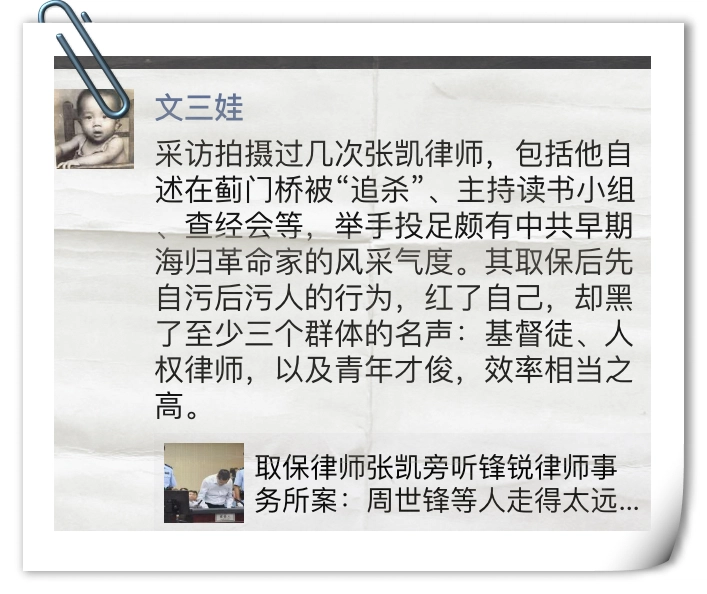 文三娃
采访拍摄过几次张凯律师，包括他自
述在蓟门桥被“追杀”、主持读书小组
、查经会等，举手投足颇有中共早期
海归革命家的风采气度。其取保后先
自污后污人的行为，红了自己，却黑
了至少三个群体的名声：基督徒、人
权律师，以及青年才俊，效率相当之
高。
取保律师张凯旁听锋锐律师事
务所案：周世锋等人走得太远...